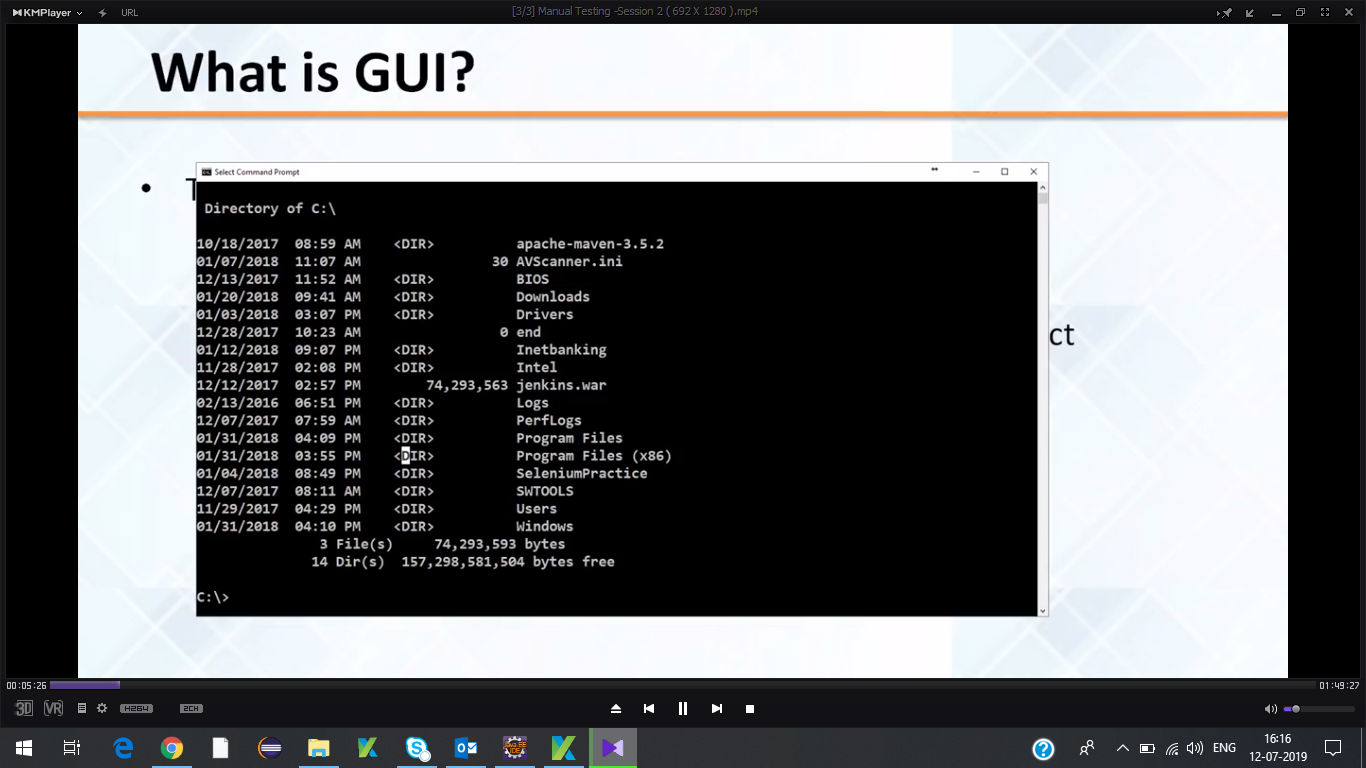 KMPlayer URL [3/3] Manual Testing -Session 2 ( 692 X 1280 ).mp4
What is GUI?
• T
Select Command Prompt
Directory of C:\
10/18/2017 08:59 AM <DIR> apache-maven-3.5.2
01/07/2018 11:07 AM 30 AVScanner.ini
12/13/2017 11:52 AM <DIR> BIOS
01/20/2018 09:41 AM <DIR> Downloads
01/03/2018 03:07 PM <DIR> Drivers
12/28/2017 10:23 AM 0 end
ct
01/12/2018 09:07 PM <DIR> Inetbanking
11/28/2017 02:08 PM <DIR> Intel
12/12/2017 02:57 PM 74,293,563 jenkins.war
02/13/2016 06:51 PM <DIR> Logs
12/07/2017 07:59 AM <DIR> PerfLogs
01/31/2018 04:09 PM <DIR> Program Files
01/31/2018 03:55 PM <DIR> Program Files (x86)
01/04/2018 08:49 PM <DIR> SeleniumPractice
12/07/2017 08:11 AM <DIR> SWTOOLS
11/29/2017 04:29 PM <DIR> Users
01/31/2018 04:10 PM <DIR> Windows
3 File(s) 74,293,593 bytes
14 Dir(s) 157,298,581,504 bytes free
C:\>
00:05:26 01:49:27
3D VR H264 2CH
ENG 16:16
12-07-2019